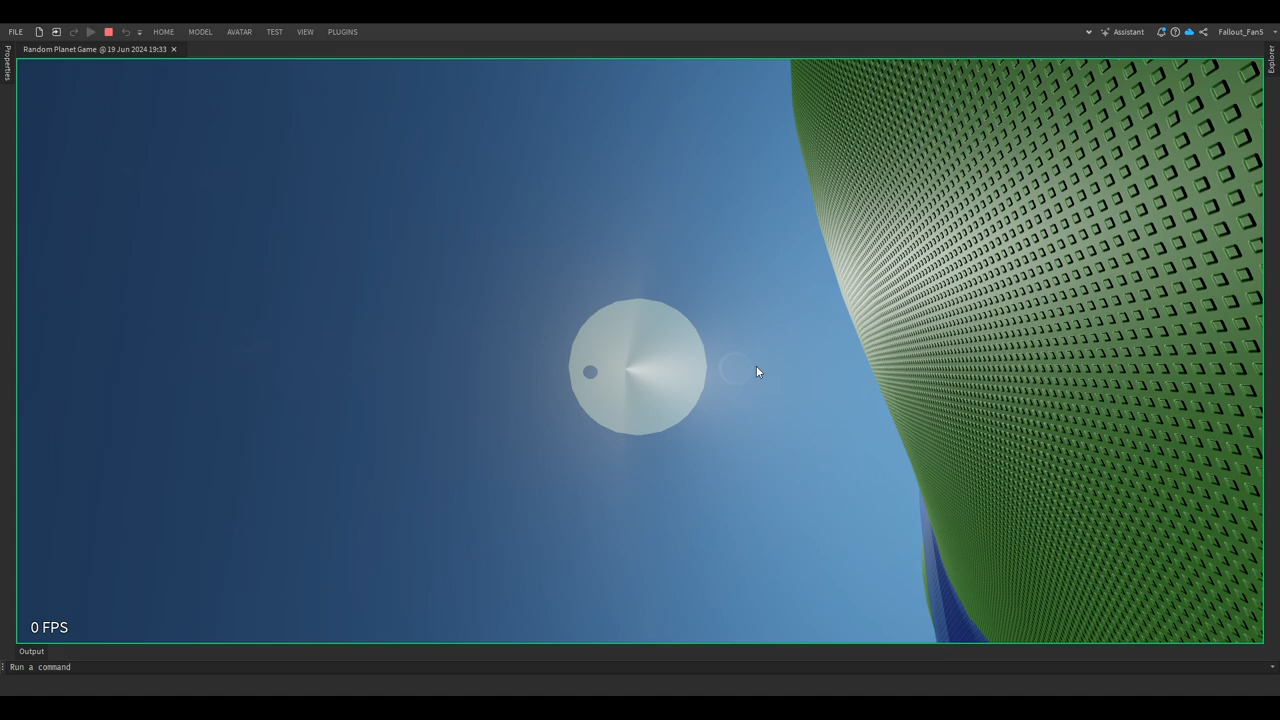 FILE HOME MODEL AVATAR TEST VIEW PLUGINS Assistant Fallout_Fan5
Random Planet Game @ 19 Jun 2024 19:33
Properties
Explorer
0 FPS
Output
Run a command